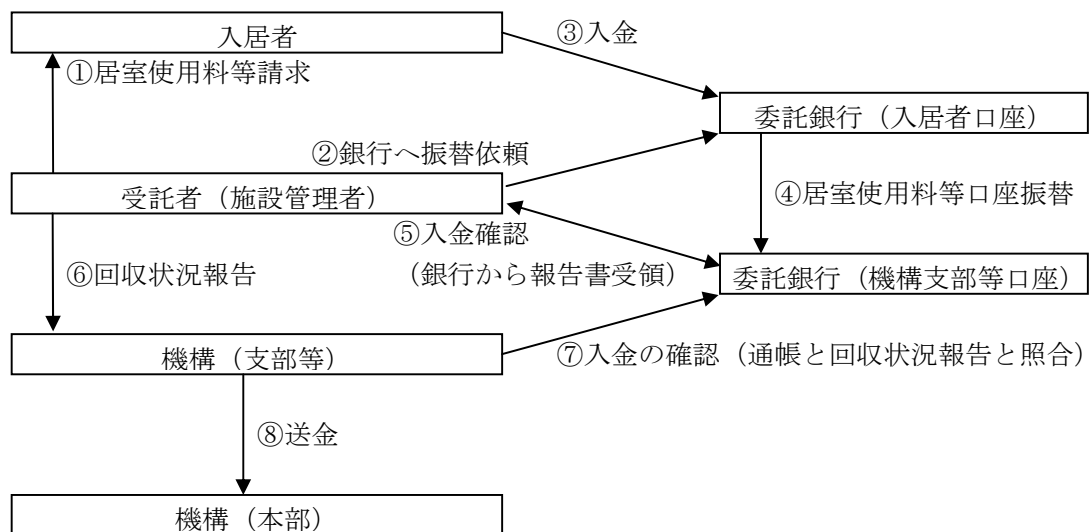 入居者
③入金
①居室使用料等請求
委託銀行（入居者口座）
②銀行へ振替依頼
受託者（施設管理者）
④居室使用料等口座振替
⑤入金確認
（銀行から報告書受領）
⑥回収状況報告
委託銀行（機構支部等口座）
機構（支部等）
⑦入金の確認（通帳と回収状況報告と照合）
⑧送金
機構（本部）